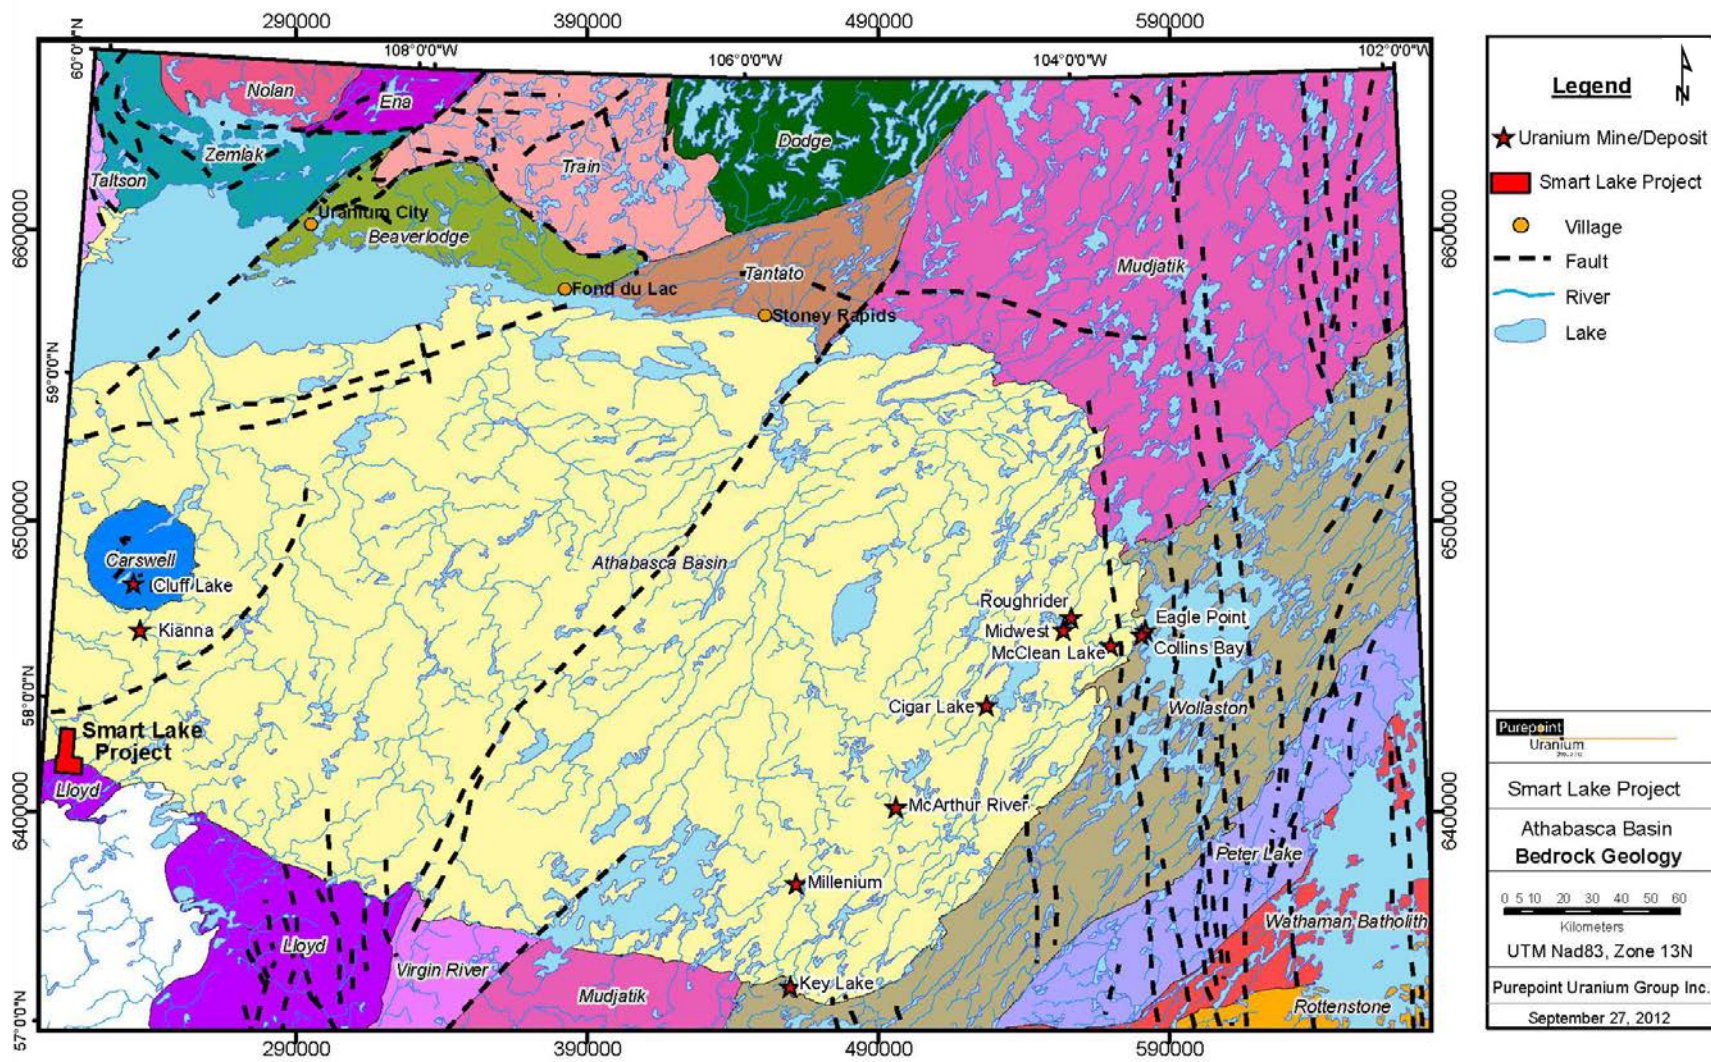 290000
390000
490000
590000
60°0'0"N
108°0'0"W
106°0'0"W
104°0'0"W
102°0'0"W
Nolan
Ena
Zemlak
Taltson
Train
Dodge
Uranium City
Beaverlodge
Fond du Lac
Tantato
Stoney Rapids
Mudjatik
6600000
6600000
59°0'0"N
6500000
6500000
Carswell
Cluff Lake
Kianna
Athabasca Basin
Roughrider
Midwest
McClean Lake
Eagle Point
Collins Bay
Cigar Lake
Wollaston
58°0'0"N
Smart Lake
Project
Lloyd
McArthur River
6400000
6400000
Peter Lake
Millenium
Wathaman Batholith
Lloyd
Virgin River
Mudjatik
Key Lake
Rottenstone
57°0'0"N
290000
390000
490000
590000
Legend
N
Uranium Mine/Deposit
Smart Lake Project
Village
Fault
River
Lake
Purepoint
Uranium
Smart Lake Project
Athabasca Basin
Bedrock Geology
0 5 10 20 30 40 50 60
Kilometers
UTM Nad83, Zone 13N
Purepoint Uranium Group Inc.
September 27, 2012